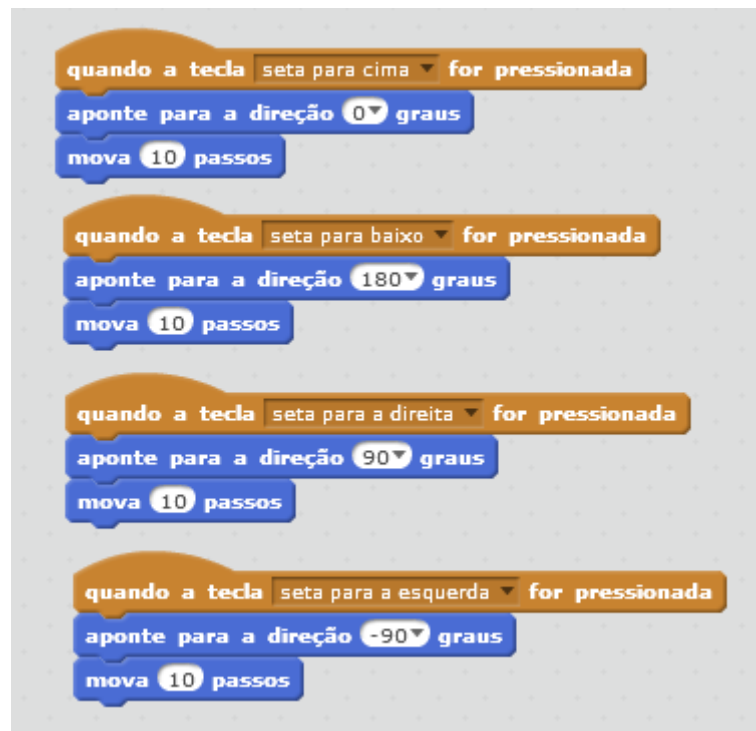 quando a tecla seta para cima for pressionada
aponte para a direção 0 graus
mova 10 passos
quando a tecla seta para baixo for pressionada
aponte para a direção 180 graus
mova 10 passos
quando a tecla seta para a direita for pressionada
aponte para a direção 90 graus
mova 10 passos
quando a tecla seta para a esquerda for pressionada
aponte para a direção -90 graus
mova 10 passos